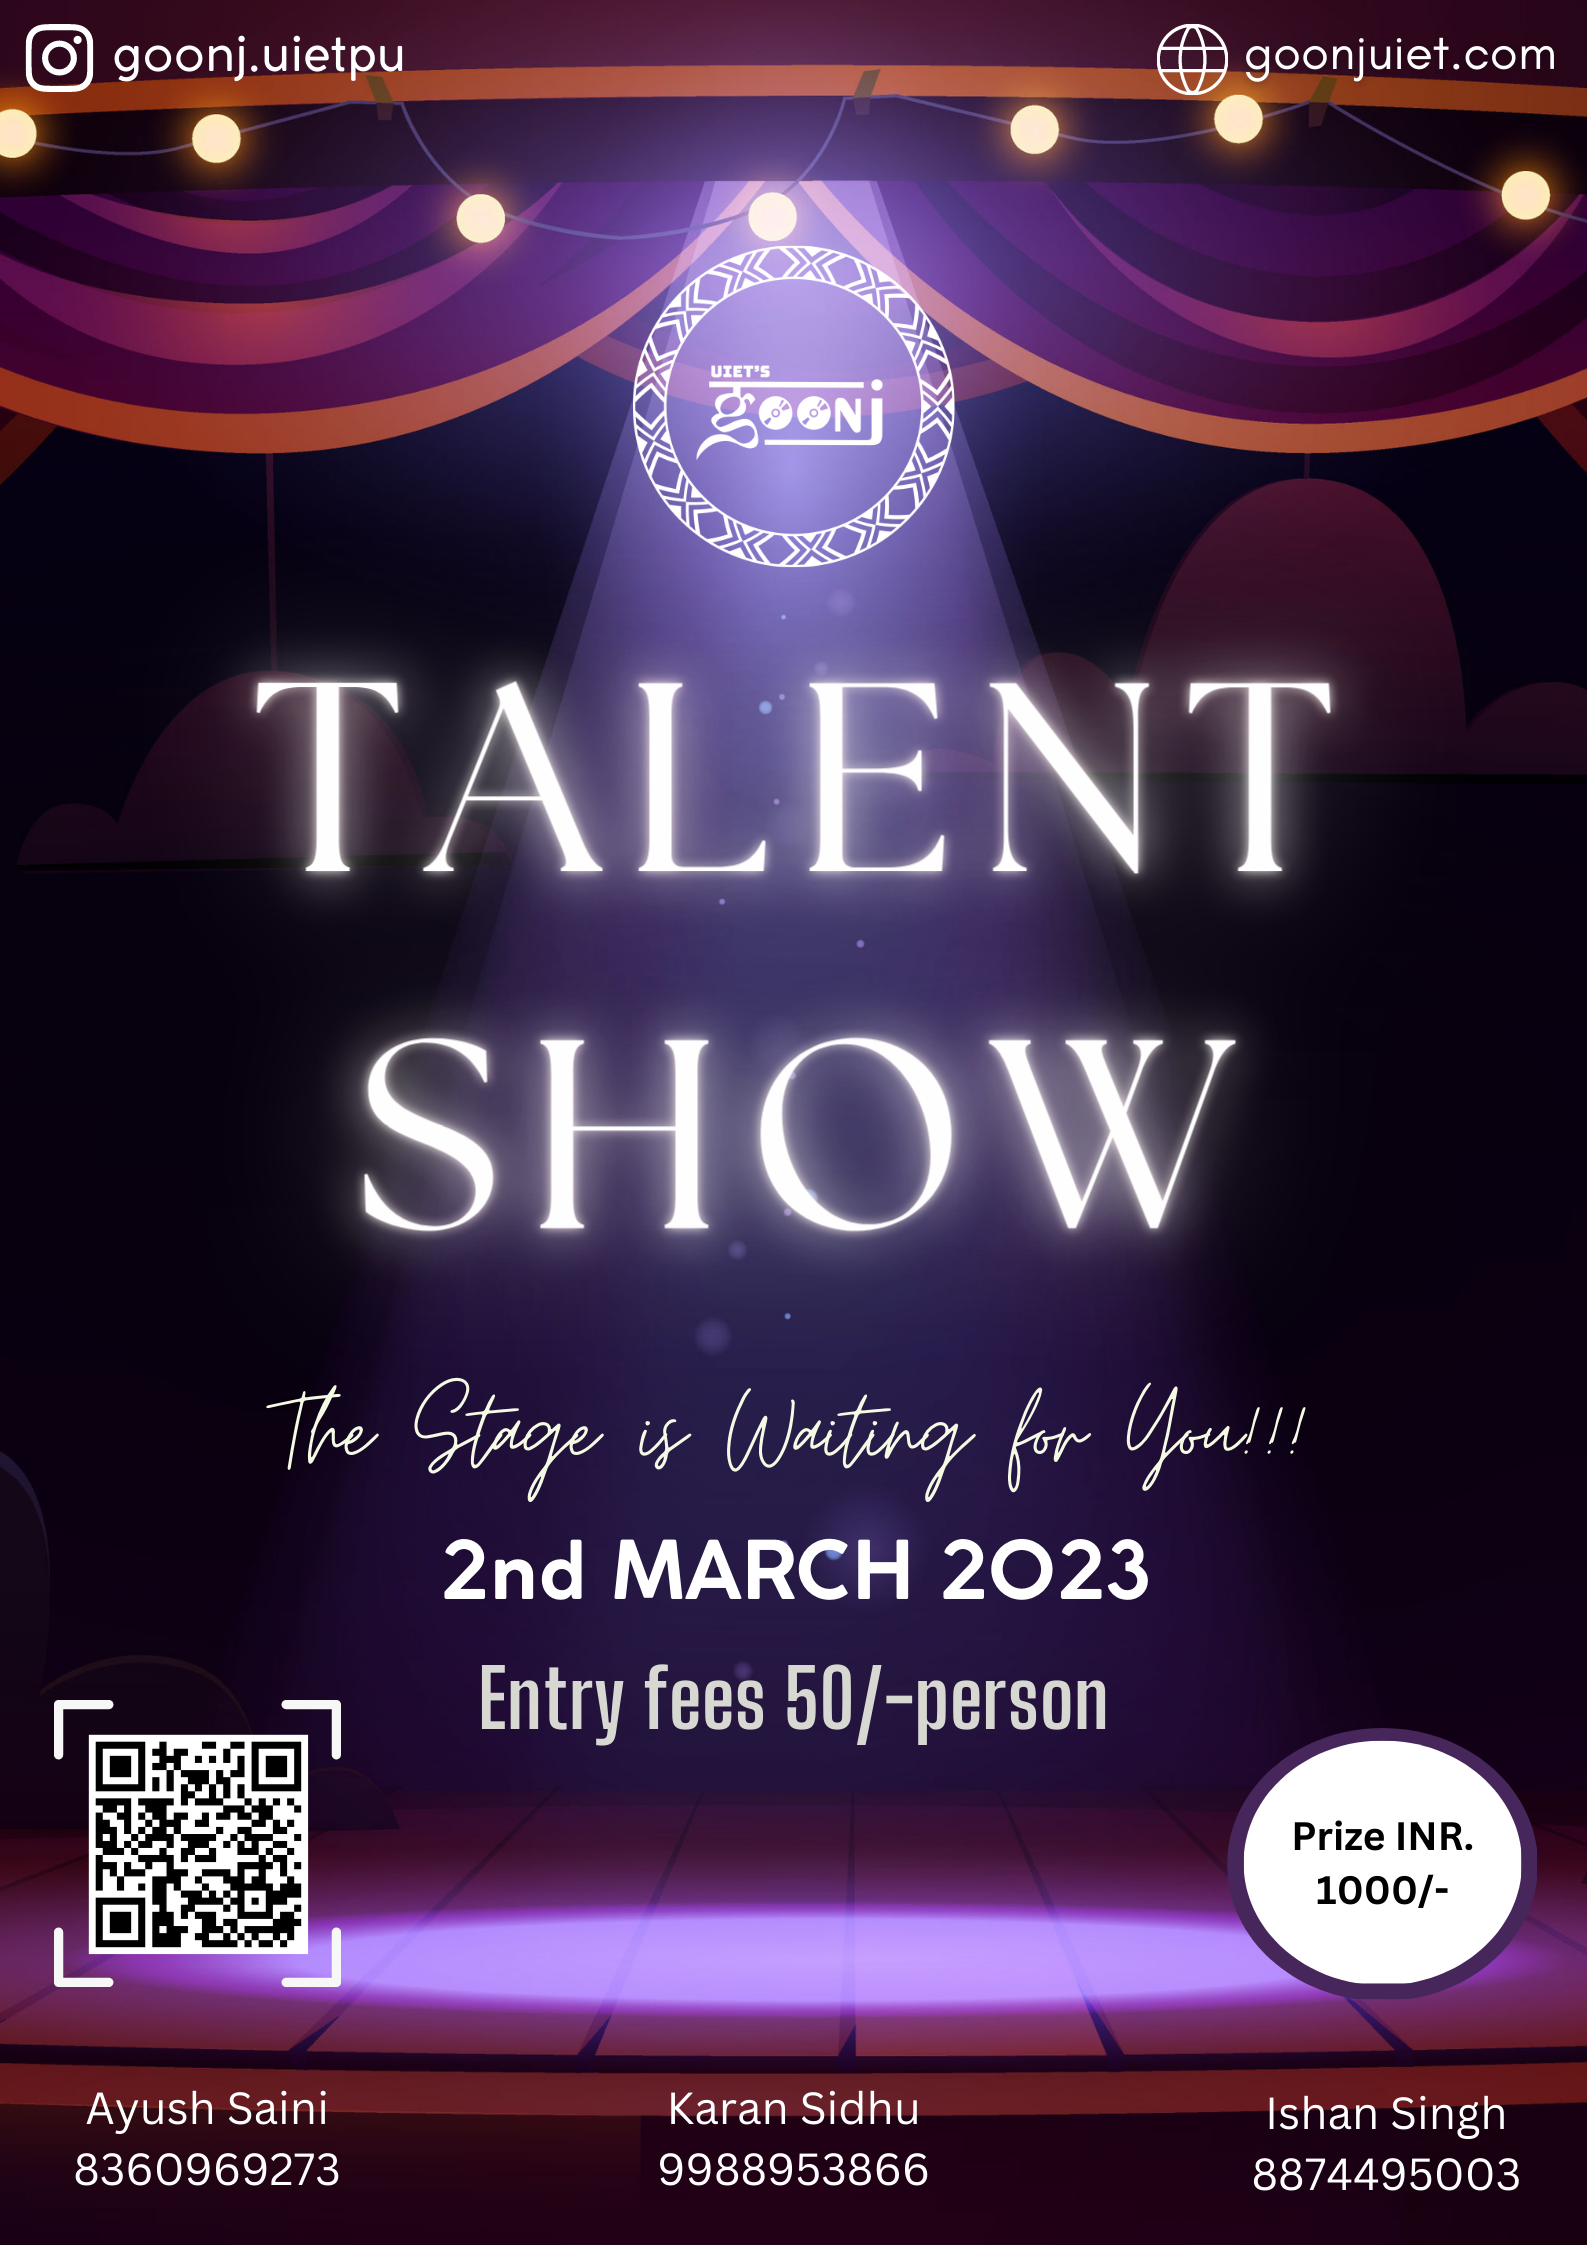 goonj.uietpu
goonjuiet.com
UIET'S
gOONj
TALENT
SHOW
The Stage is Waiting for You!!!
2nd MARCH 2023
Entry fees 50/-person
Prize INR.
1000/-
Ayush Saini
8360969273
Karan Sidhu
9988953866
Ishan Singh
8874495003